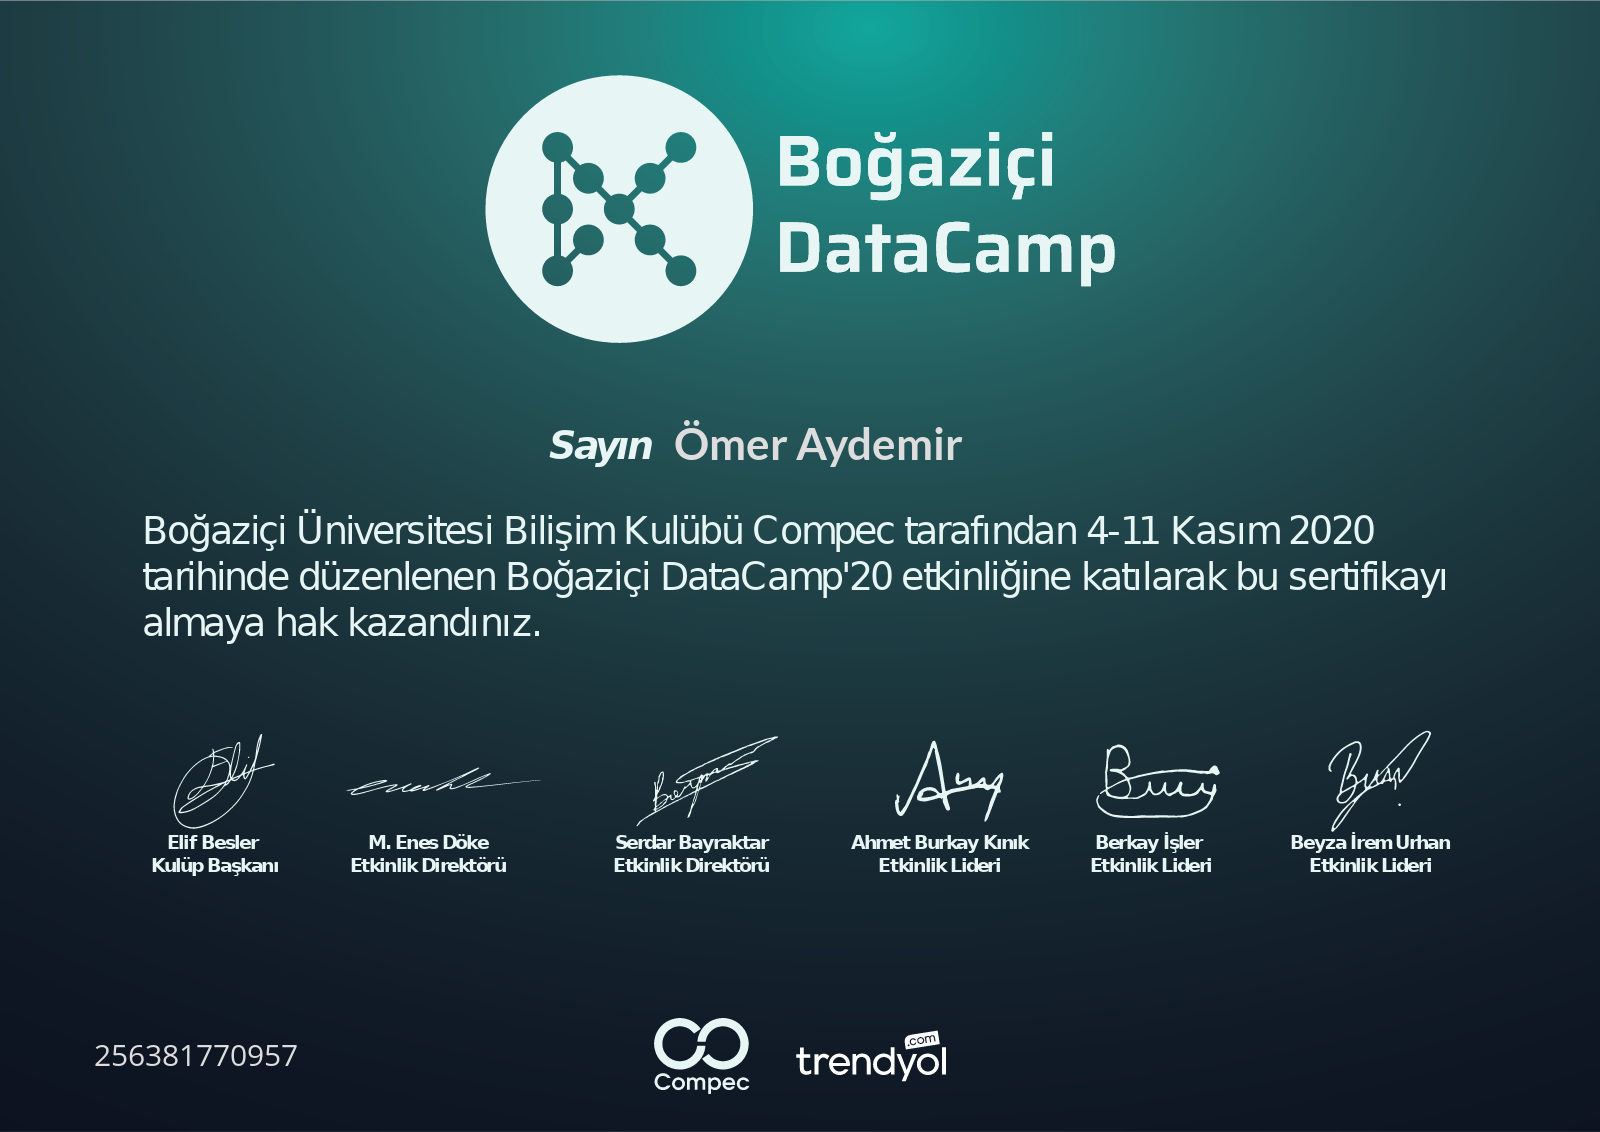 Boğaziçi
DataCamp
Sayın Ömer Aydemir
Boğaziçi Üniversitesi Bilişim Kulübü Compec tarafından 4-11 Kasım 2020
tarihinde düzenlenen Boğaziçi DataCamp'20 etkinliğine katılarak bu sertifikayı
almaya hak kazandınız.
Elif Besler
Kulüp Başkanı
M. Enes Döke
Etkinlik Direktörü
Serdar Bayraktar
Etkinlik Direktörü
Ahmet Burkay Kınık
Etkinlik Lideri
Berkay İşler
Etkinlik Lideri
Beyza İrem Urhan
Etkinlik Lideri
256381770957
Compec
trendyol.com